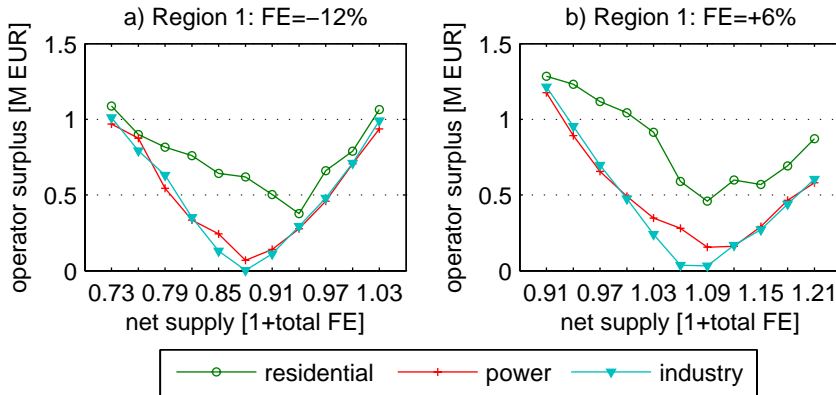 a) Region 1: FE=−12%
operator surplus [M EUR]
1.5
1
0.5
0
0.73 0.79 0.85 0.91 0.97 1.03
net supply [1+total FE]
b) Region 1: FE=+6%
operator surplus [M EUR]
1.5
1
0.5
0
0.91 0.97 1.03 1.09 1.15 1.21
net supply [1+total FE]
residential power industry